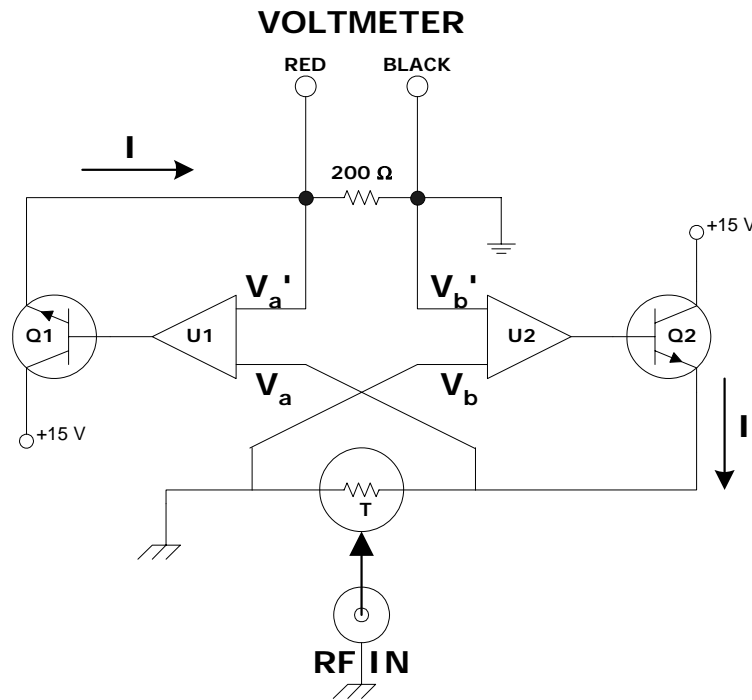 VOLTMETER
RED BLACK
I
200 Ω
+15 V
Va' Vb'
Q1 U1 U2 Q2
Va Vb
+15 V
I
T
RF IN